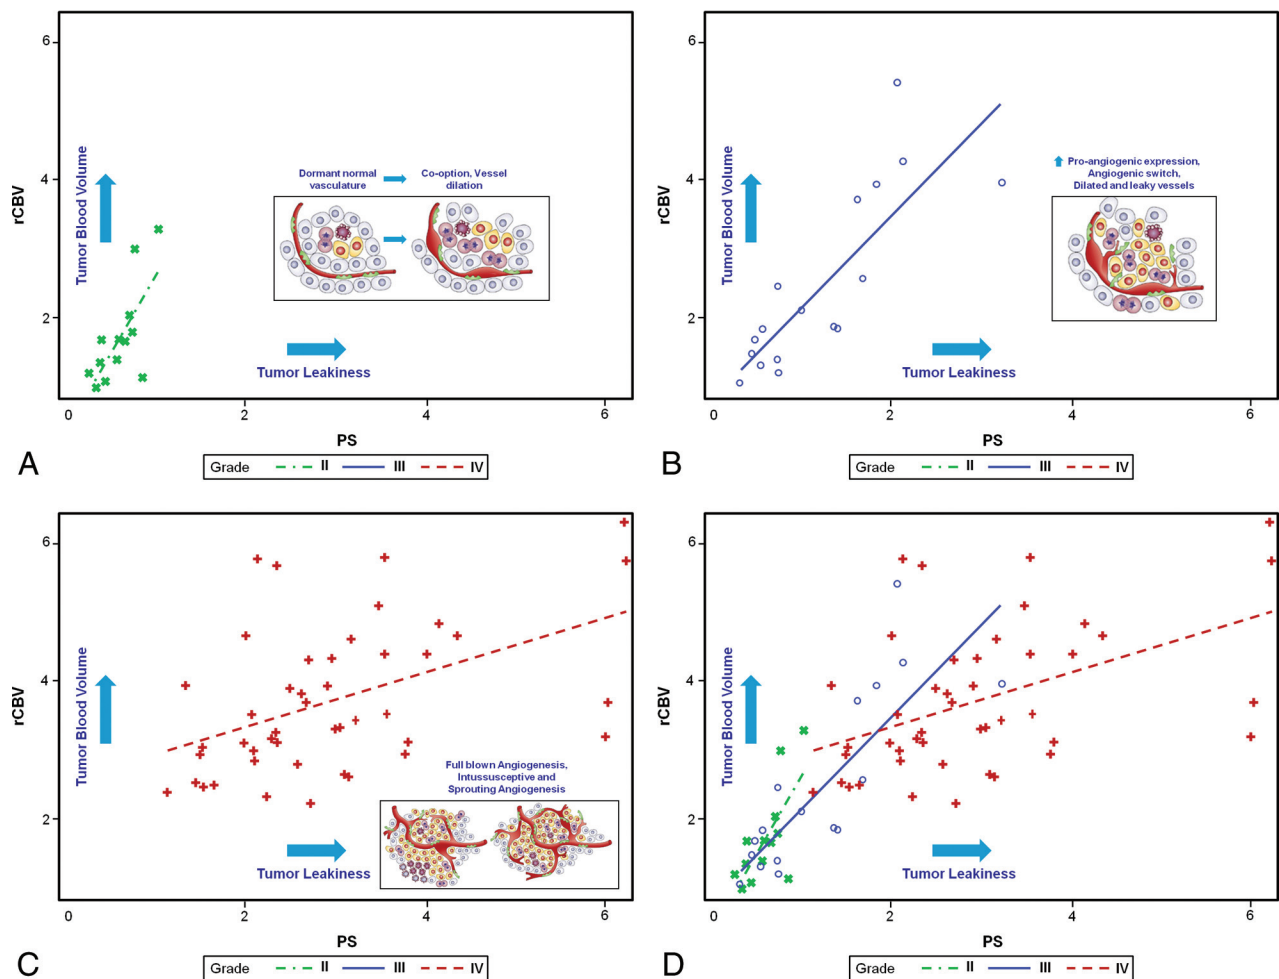 6
4
2
rCBV
Tumor Blood Volume
Dormant normal
vasculature
Co-option, Vessel
dilation
Tumor Leakiness
0
2
4
6
PS
A
Grade II III IV
6
4
2
rCBV
Tumor Blood Volume
Pro-angiogenic expression,
Angiogenic switch,
Dilated and leaky vessels
Tumor Leakiness
0
2
4
6
PS
B
Grade II III IV
6
4
2
rCBV
Tumor Blood Volume
Full blown Angiogenesis,
Intussusceptive and
Sprouting Angiogenesis
Tumor Leakiness
0
2
4
6
PS
C
Grade II III IV
6
4
2
rCBV
Tumor Blood Volume
Tumor Leakiness
0
2
4
6
PS
D
Grade II III IV